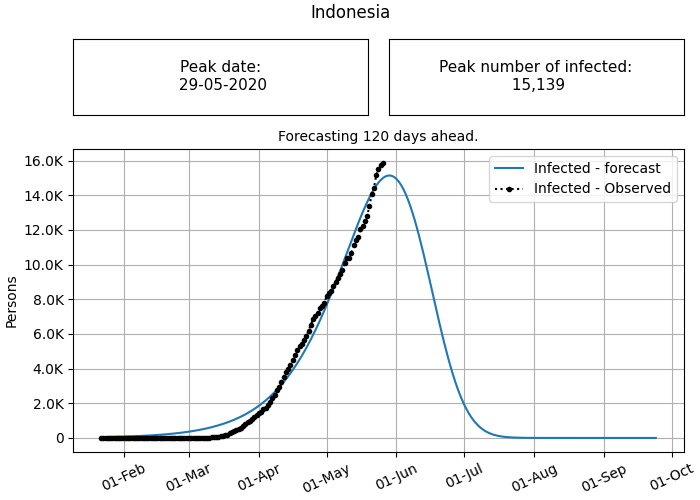 Indonesia
Peak date:
29-05-2020
Peak number of infected:
15,139
Forecasting 120 days ahead.
Infected - forecast
Infected - Observed
Persons
16.0K
14.0K
12.0K
10.0K
8.0K
6.0K
4.0K
2.0K
0
01-Feb
01-Mar
01-Apr
01-May
01-Jun
01-Jul
01-Aug
01-Sep
01-Oct